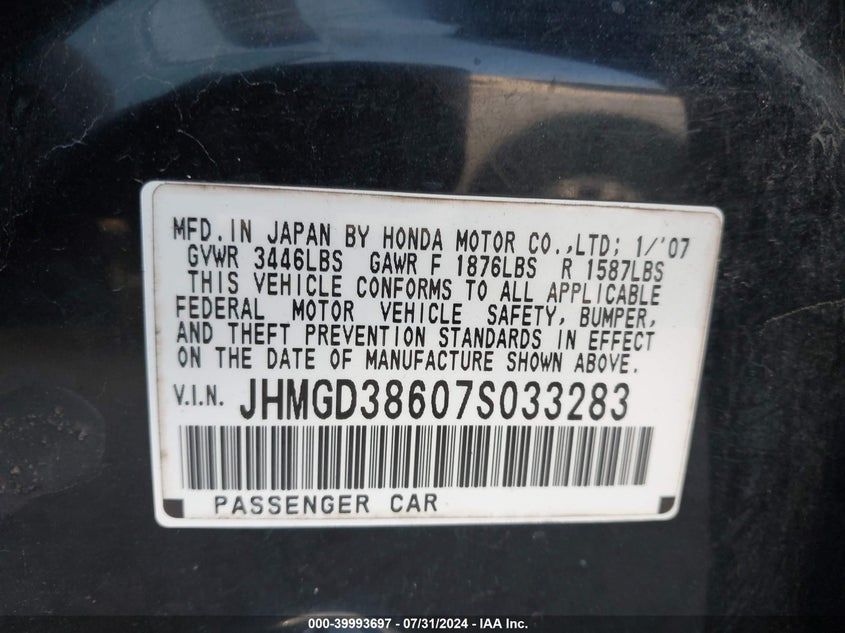 MFD.IN JAPAN BY HONDA MOTOR CO.,LTD; 1/'07
GVWR 3446LBS GAWR F 1876LBS R 1587LBS
THIS VEHICLE CONFORMS TO ALL APPLICABLE
FEDERAL MOTOR VEHICLE SAFETY, BUMPER,
AND THEFT PREVENTION STANDARDS IN EFFECT
ON THE DATE OF MANUFACTURE SHOWN ABOVE.
V.I.N. JHMGD38607S033283
PASSENGER CAR
000-39993697 - 07/31/2024 - IAA Inc.